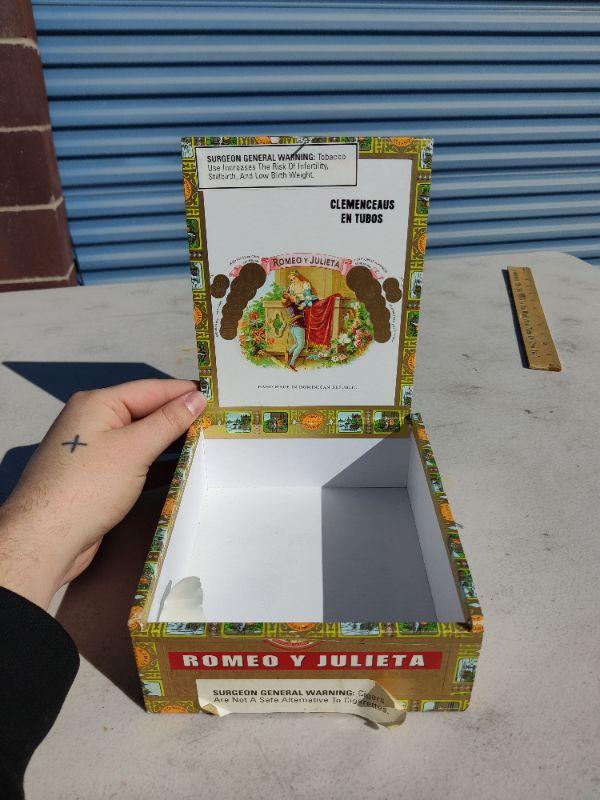 SURGEON GENERAL WARNING: Tobacco
Use Increases The Risk Of Infertility,
Stillbirth, And Low Birth Weight.
CLEMENCEAUS
EN TUBOS
ROMEO Y JULIETA
HAND MADE IN DOMINICAN REPUBLIC
ROMEO Y JULIETA
SURGEON GENERAL WARNING: Cigars
Are Not A Safe Alternative To Cigarettes.